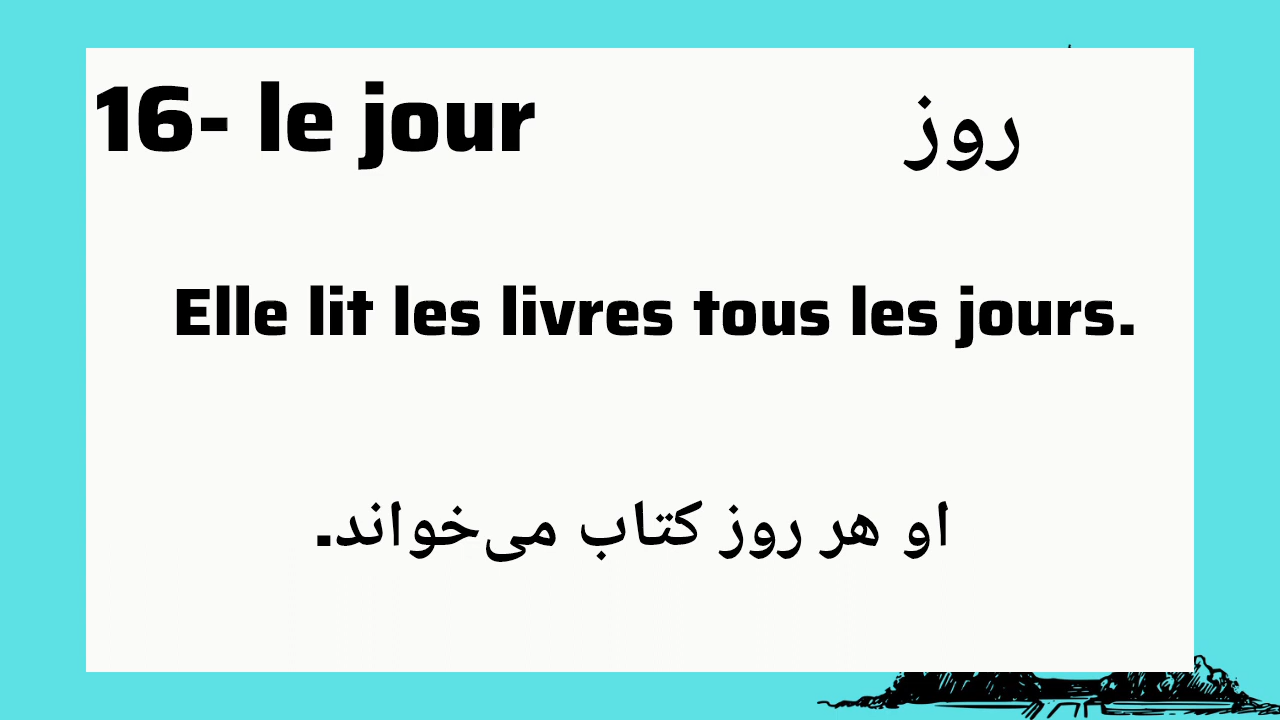 16- le jour
روز
Elle lit les livres tous les jours.
او هر روز کتاب می‌خواند.